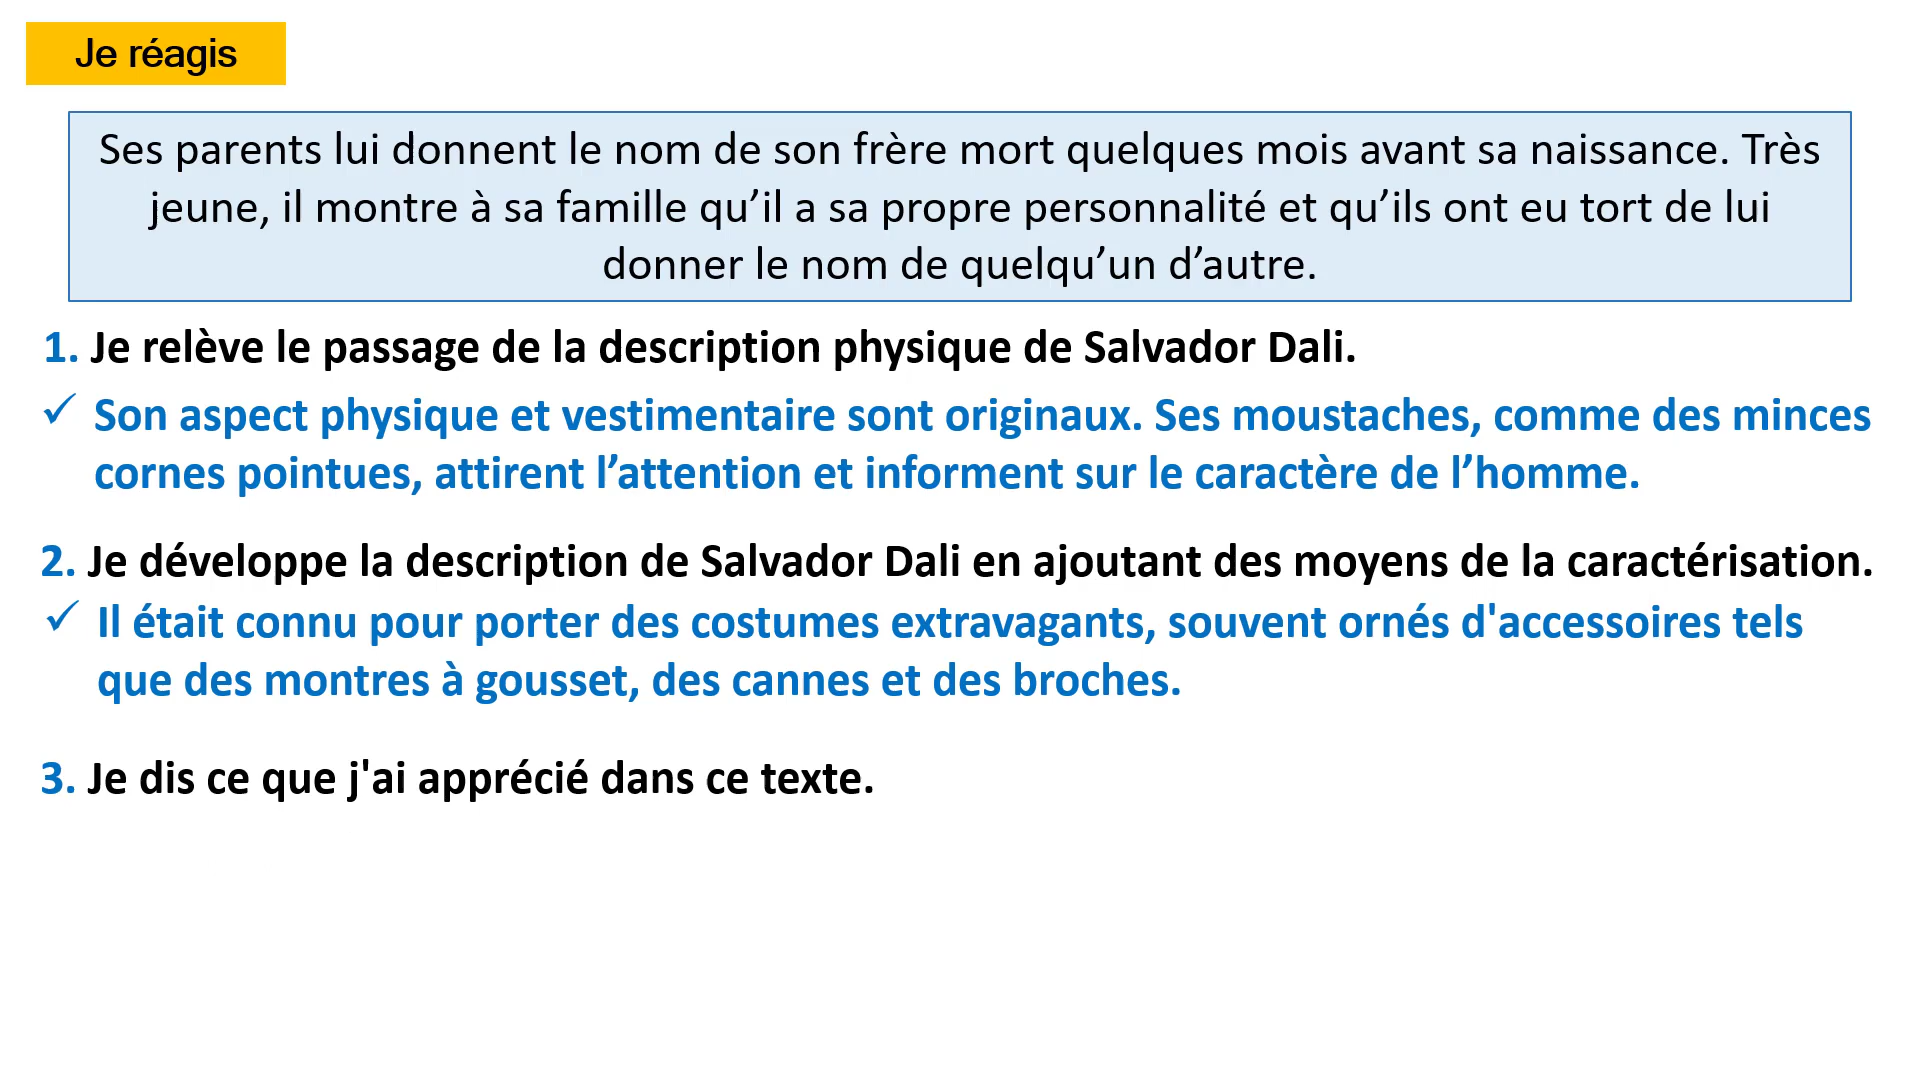 Je réagis
Ses parents lui donnent le nom de son frère mort quelques mois avant sa naissance. Très
jeune, il montre à sa famille qu’il a sa propre personnalité et qu’ils ont eu tort de lui
donner le nom de quelqu’un d’autre.
1. Je relève le passage de la description physique de Salvador Dali.
✓ Son aspect physique et vestimentaire sont originaux. Ses moustaches, comme des minces
cornes pointues, attirent l’attention et informent sur le caractère de l’homme.
2. Je développe la description de Salvador Dali en ajoutant des moyens de la caractérisation.
✓ Il était connu pour porter des costumes extravagants, souvent ornés d'accessoires tels
que des montres à gousset, des cannes et des broches.
3. Je dis ce que j'ai apprécié dans ce texte.